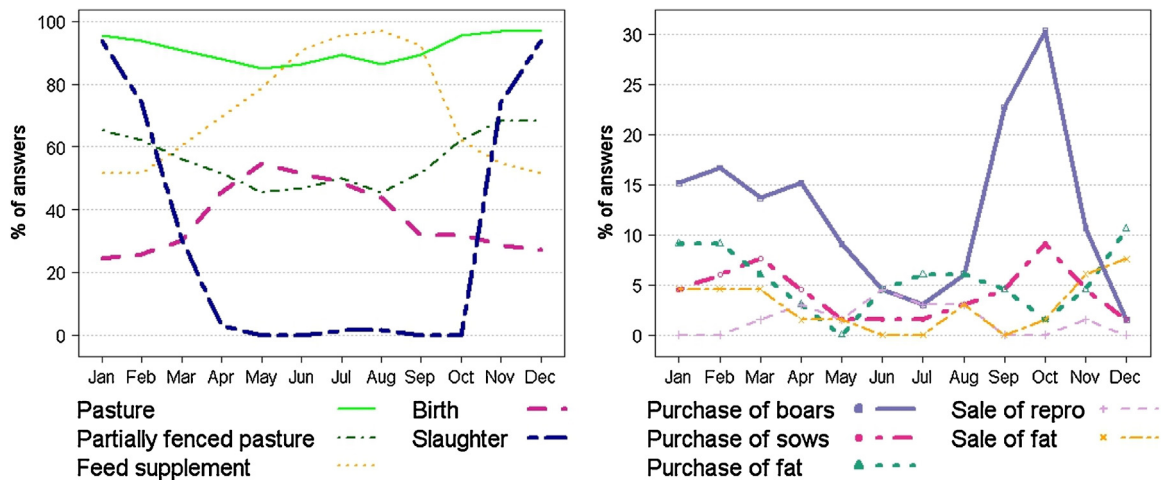 % of answers
100
80
60
40
20
0
Jan Feb Mar Apr May Jun Jul Aug Sep Oct Nov Dec
Pasture Birth
Partially fenced pasture Slaughter
Feed supplement
% of answers
30
25
20
15
10
5
0
Jan Feb Mar Apr May Jun Jul Aug Sep Oct Nov Dec
Purchase of boars Sale of repro
Purchase of sows Sale of fat
Purchase of fat